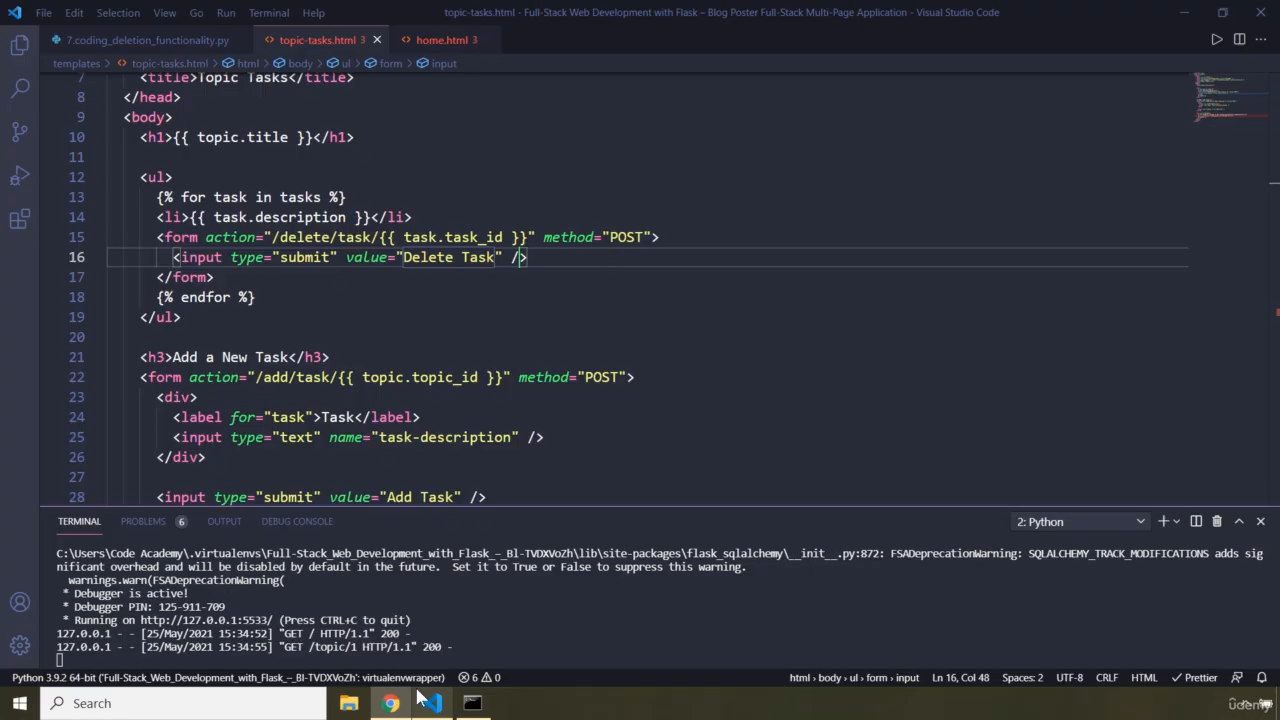 File Edit Selection View Go Run Terminal Help topic-tasks.html - Full-Stack Web Development with Flask – Blog Poster Full-Stack Multi-Page Application - Visual Studio Code
7.coding_deletion_functionality.py <> topic-tasks.html 3 <> home.html 3
templates > <> topic-tasks.html > html > body > ul > form > input
7 <title>Topic Tasks</title>
8 </head>
9 <body>
10 <h1>{{ topic.title }}</h1>
11
12 <ul>
13 {% for task in tasks %}
14 <li>{{ task.description }}</li>
15 <form action="/delete/task/{{ task.task_id }}" method="POST">
16 <input type="submit" value="Delete Task" />
17 </form>
18 {% endfor %}
19 </ul>
20
21 <h3>Add a New Task</h3>
22 <form action="/add/task/{{ topic.topic_id }}" method="POST">
23 <div>
24 <label for="task">Task</label>
25 <input type="text" name="task-description" />
26 </div>
27
28 <input type="submit" value="Add Task" />
TERMINAL PROBLEMS 6 OUTPUT DEBUG CONSOLE 2: Python
C:\Users\Code Academy\.virtualenvs\Full-Stack_Web_Development_with_Flask_–_Bl-TVDXVoZh\lib\site-packages\flask_sqlalchemy\__init__.py:872: FSADeprecationWarning: SQLALCHEMY_TRACK_MODIFICATIONS adds sig
nificant overhead and will be disabled by default in the future. Set it to True or False to suppress this warning.
warnings.warn(FSADeprecationWarning(
* Debugger is active!
* Debugger PIN: 125-911-709
* Running on http://127.0.0.1:5533/ (Press CTRL+C to quit)
127.0.0.1 - - [25/May/2021 15:34:52] "GET / HTTP/1.1" 200 -
127.0.0.1 - - [25/May/2021 15:34:55] "GET /topic/1 HTTP/1.1" 200 -
Python 3.9.2 64-bit ('Full-Stack_Web_Development_with_Flask_–_Bl-TVDXVoZh': virtualenvwrapper) 6 0 html > body > ul > form > input Ln 16, Col 48 Spaces: 2 UTF-8 CRLF HTML Prettier
Search
udemy